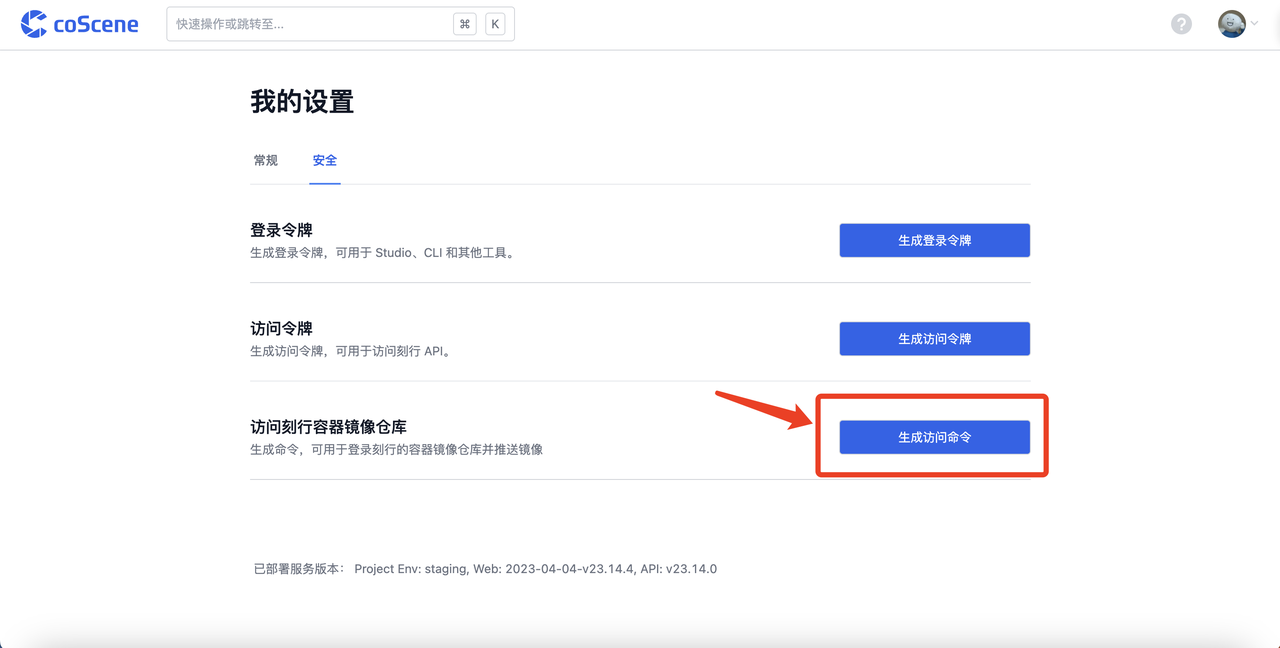 coScene
快速操作或跳转至...
⌘ K
?
我的设置
常规 安全
登录令牌
生成登录令牌，可用于 Studio、CLI 和其他工具。
生成登录令牌
访问令牌
生成访问令牌，可用于访问刻行 API。
生成访问令牌
访问刻行容器镜像仓库
生成命令，可用于登录刻行的容器镜像仓库并推送镜像
生成访问命令
已部署服务版本： Project Env: staging, Web: 2023-04-04-v23.14.4, API: v23.14.0